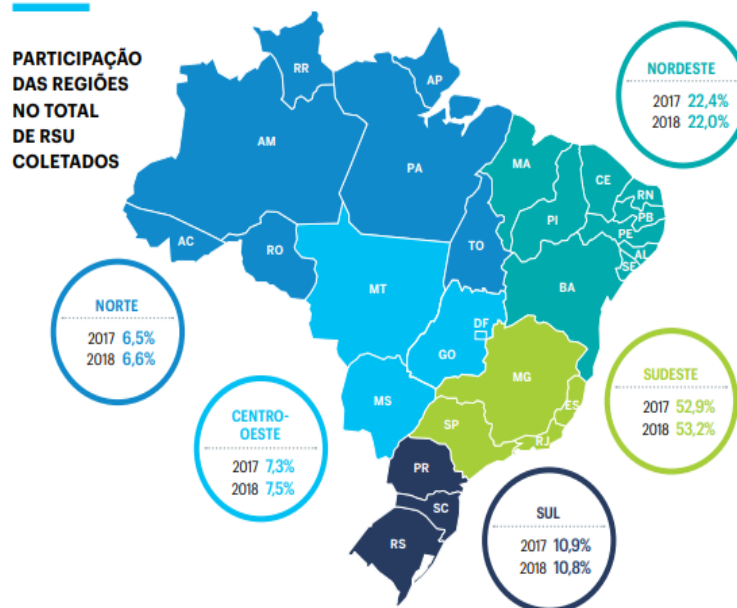 PARTICIPAÇÃO
DAS REGIÕES
NO TOTAL
DE RSU
COLETADOS
RR
AP
AM
PA
MA
CE
RN
PB
PE
AL
SE
PI
BA
AC
RO
TO
MT
DF
GO
MS
MG
ES
SP
RJ
PR
SC
RS
NORDESTE
2017 22,4%
2018 22,0%
NORTE
2017 6,5%
2018 6,6%
CENTRO-
OESTE
2017 7,3%
2018 7,5%
SUDESTE
2017 52,9%
2018 53,2%
SUL
2017 10,9%
2018 10,8%